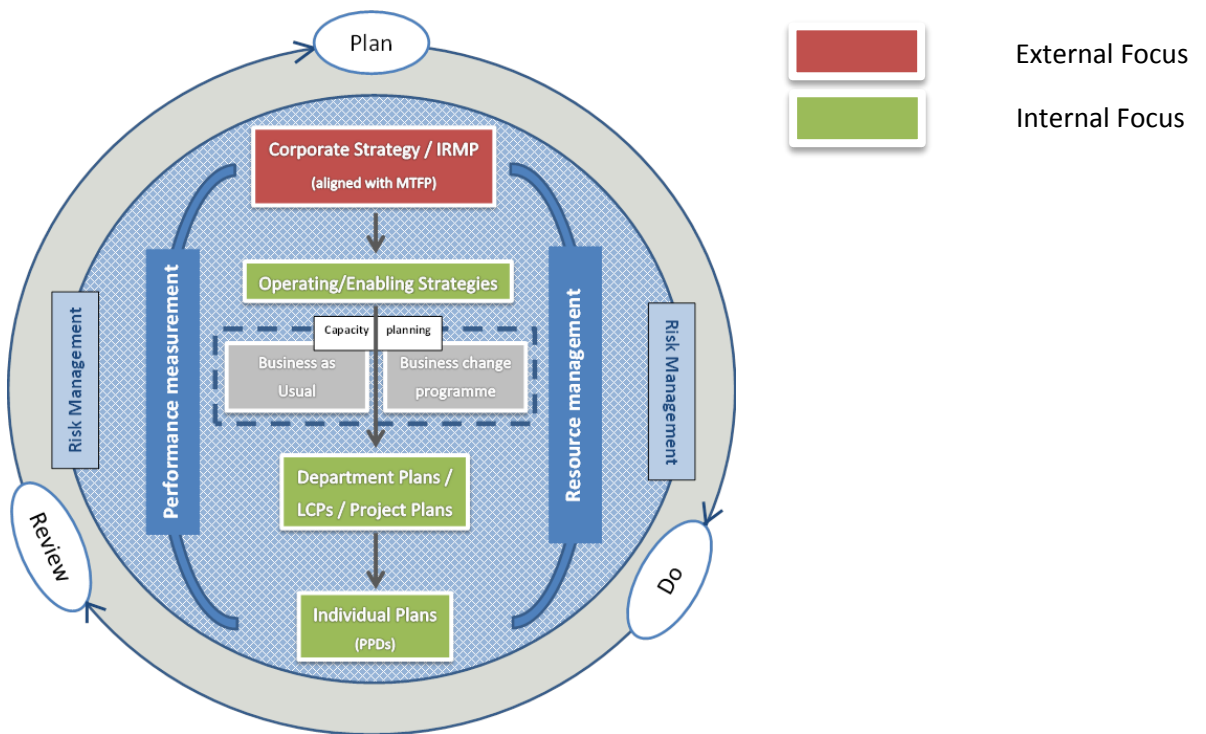 Plan
External Focus
Internal Focus
Corporate Strategy / IRMP
(aligned with MTFP)
Operating/Enabling Strategies
Capacity planning
Business as
Usual
Business change
programme
Department Plans /
LCPs / Project Plans
Individual Plans
(PPDs)
Risk Management
Performance measurement
Resource management
Risk Management
Review
Do